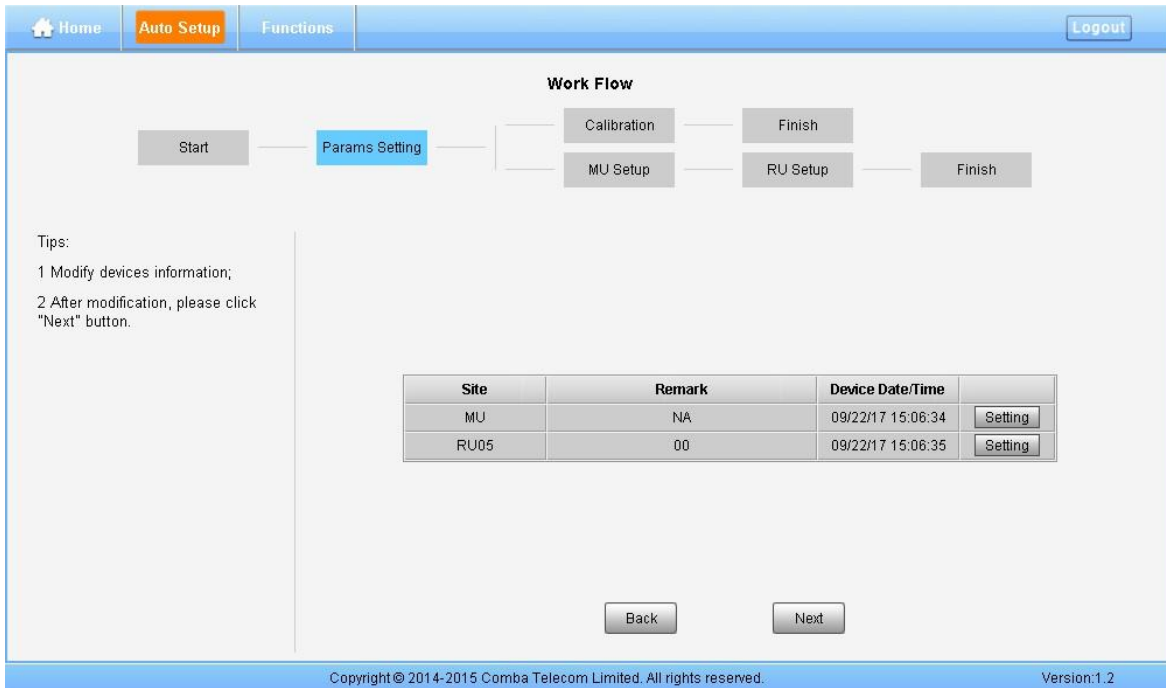 Home Auto Setup Functions Logout
Work Flow
Calibration Finish
Start Params Setting
MU Setup RU Setup Finish
Tips:
1 Modify devices information;
2 After modification, please click
"Next" button.
Site Remark Device Date/Time
MU NA 09/22/17 15:06:34 Setting
RU05 00 09/22/17 15:06:35 Setting
Back Next
Copyright© 2014-2015 Comba Telecom Limited. All rights reserved. Version:1.2